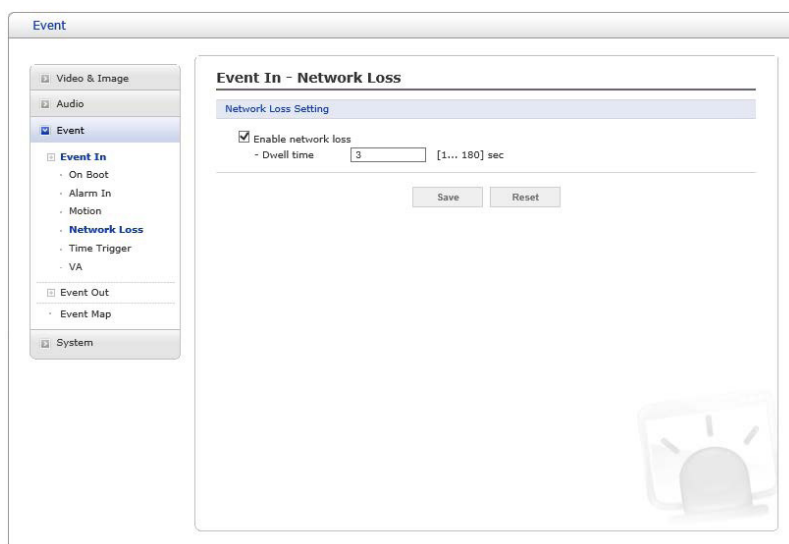 Event
Video & Image
Audio
Event
Event In
On Boot
Alarm In
Motion
Network Loss
Time Trigger
VA
Event Out
Event Map
System
Event In - Network Loss
Network Loss Setting
Enable network loss
- Dwell time 3 [1... 180] sec
Save Reset